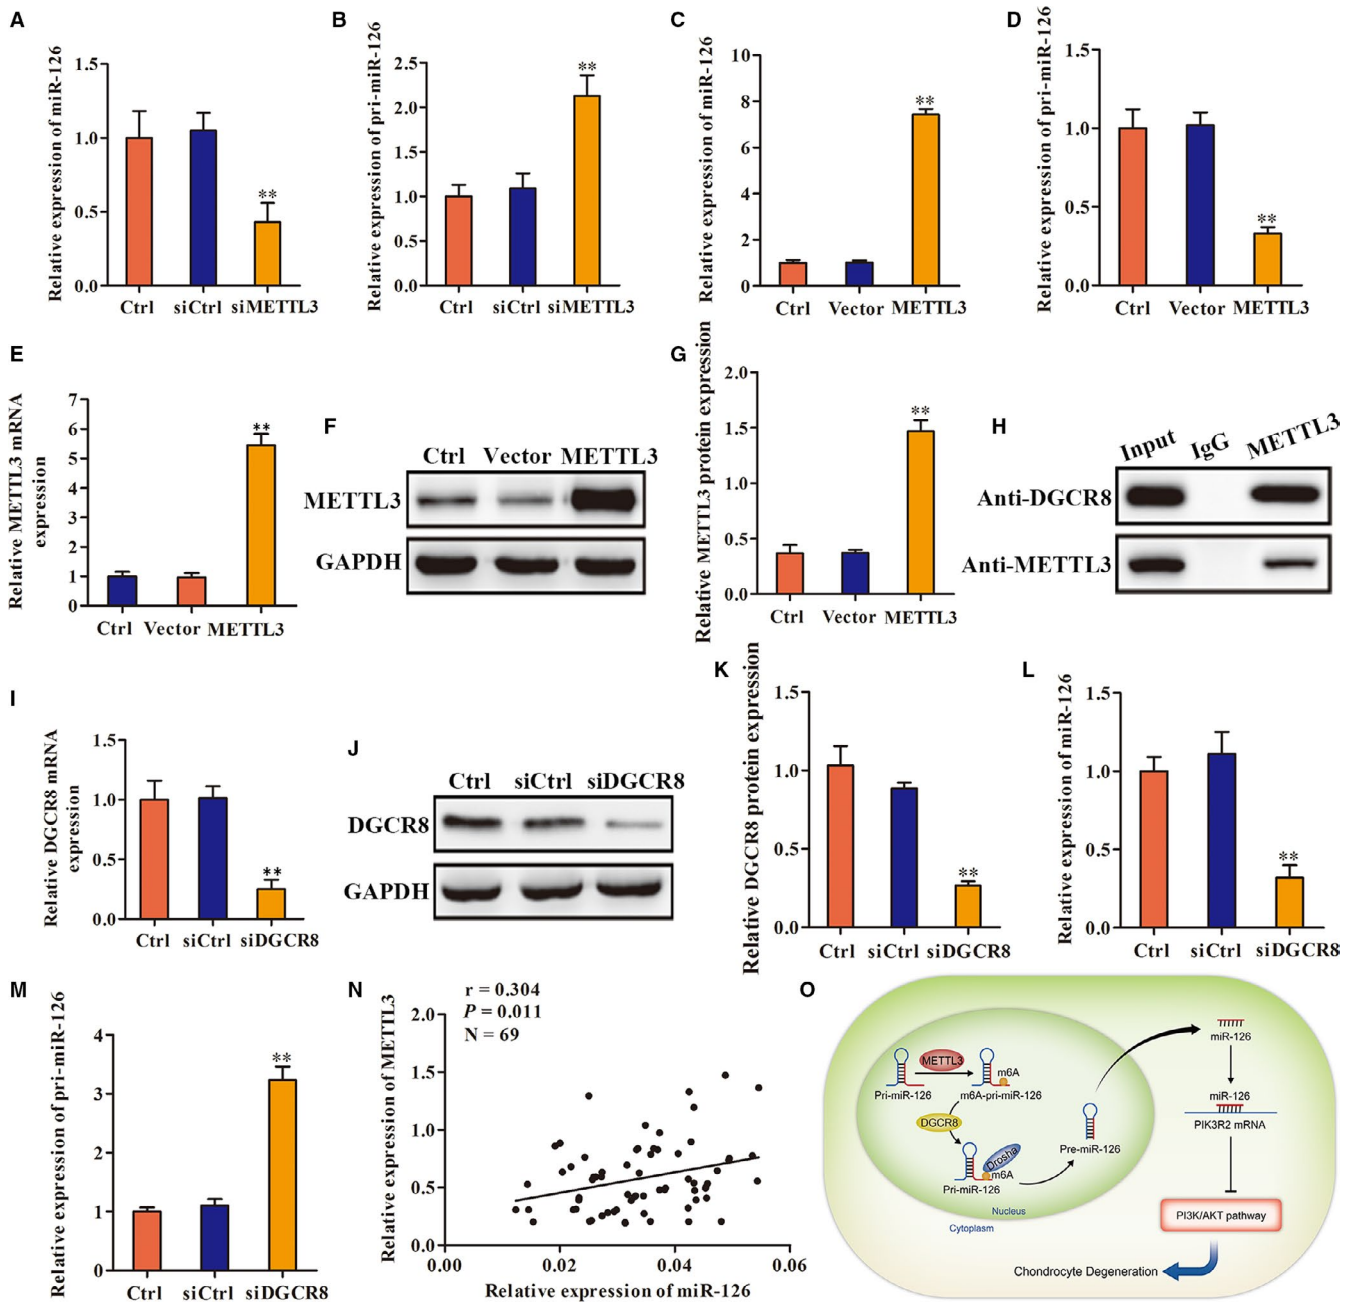 A
Relative expression of miR-126
1.5
1.0
0.5
0.0
**
Ctrl
siCtrl
siMETTL3
B
Relative expression of pri-miR-126
2.5
2.0
1.5
1.0
0.5
0.0
**
Ctrl
siCtrl
siMETTL3
C
Relative expression of miR-126
10
8
6
4
2
0
**
Ctrl
Vector
METTL3
D
Relative expression of pri-miR-126
1.5
1.0
0.5
0.0
**
Ctrl
Vector
METTL3
E
Relative METTL3 mRNA
expression
7
6
5
4
3
2
1
0
**
Ctrl
Vector
METTL3
F
Ctrl
Vector
METTL3
METTL3
GAPDH
G
Relative METTL3 protein expression
2.0
1.5
1.0
0.5
0.0
**
Ctrl
Vector
METTL3
H
Input
IgG
METTL3
Anti-DGCR8
Anti-METTL3
I
Relative DGCR8 mRNA
expression
1.5
1.0
0.5
0.0
**
Ctrl
siCtrl
siDGCR8
J
Ctrl
siCtrl
siDGCR8
DGCR8
GAPDH
K
Relative DGCR8 protein expression
1.5
1.0
0.5
0.0
**
Ctrl
siCtrl
siDGCR8
L
Relative expression of miR-126
1.5
1.0
0.5
0.0
**
Ctrl
siCtrl
siDGCR8
M
Relative expression of pri-miR-126
4
3
2
1
0
**
Ctrl
siCtrl
siDGCR8
N
r = 0.304
P = 0.011
N = 69
Relative expression of METTL3
2.0
1.5
1.0
0.5
0.0
0.00
0.02
0.04
0.06
Relative expression of miR-126
O
METTL3
Pri-miR-126
m6A
m6A-pri-miR-126
DGCR8
Drosha
m6A
Pri-miR-126
Pre-miR-126
Nucleus
Cytoplasm
miR-126
miR-126
PIK3R2 mRNA
PI3K/AKT pathway
Chondrocyte Degeneration